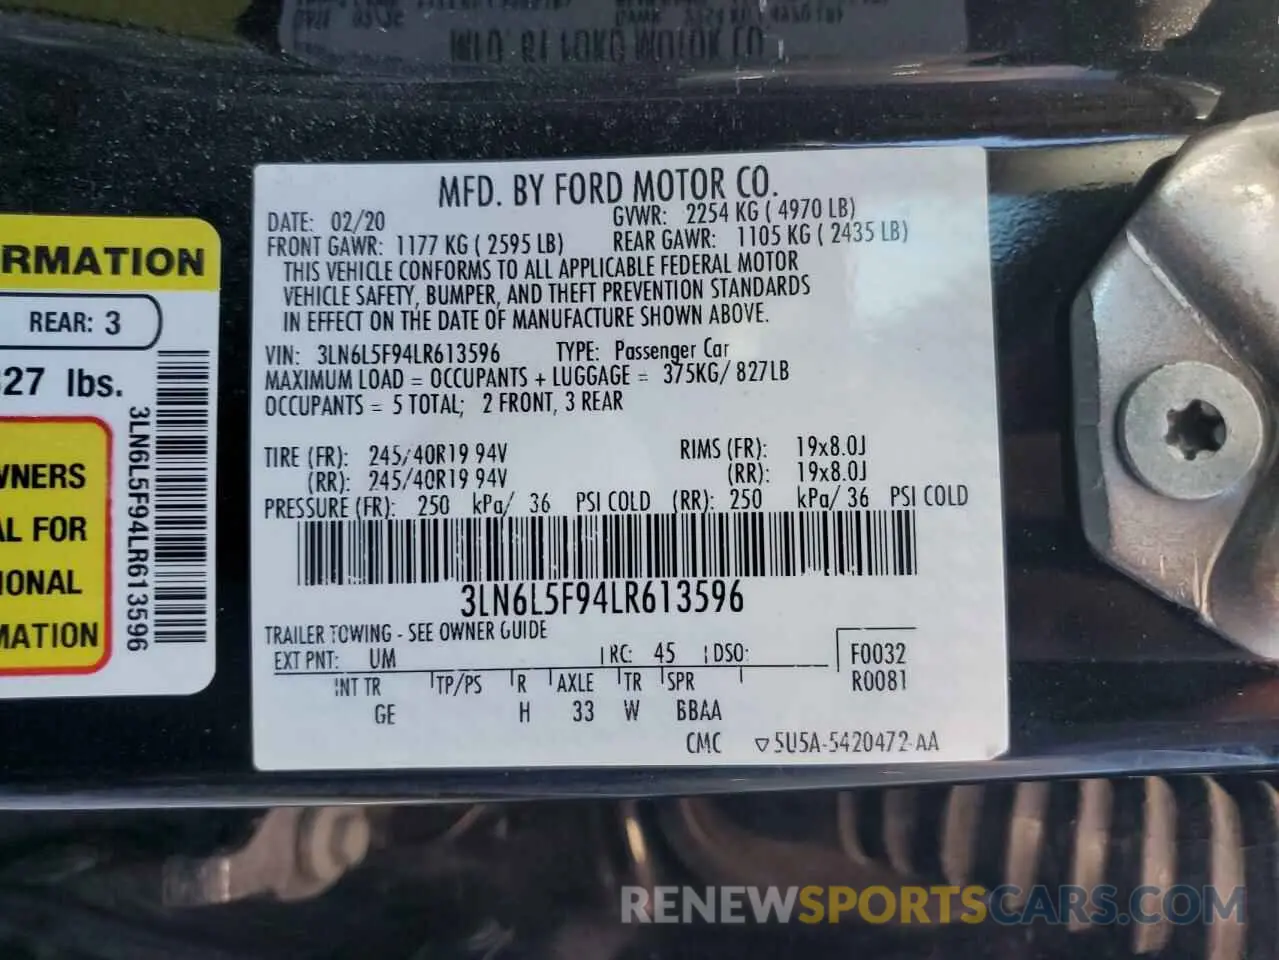 MFD. BY FORD MOTOR CO.
DATE: 02/20 GVWR: 2254 KG ( 4970 LB)
FRONT GAWR: 1177 KG ( 2595 LB) REAR GAWR: 1105 KG ( 2435 LB)
THIS VEHICLE CONFORMS TO ALL APPLICABLE FEDERAL MOTOR
VEHICLE SAFETY, BUMPER, AND THEFT PREVENTION STANDARDS
IN EFFECT ON THE DATE OF MANUFACTURE SHOWN ABOVE.
VIN: 3LN6L5F94LR613596 TYPE: Passenger Car
MAXIMUM LOAD = OCCUPANTS + LUGGAGE = 375KG/ 827LB
OCCUPANTS = 5 TOTAL; 2 FRONT, 3 REAR
TIRE (FR): 245/40R19 94V RIMS (FR): 19x8.0J
(RR): 245/40R19 94V (RR): 19x8.0J
PRESSURE (FR): 250 kPa/ 36 PSI COLD (RR): 250 kPa/ 36 PSI COLD
3LN6L5F94LR613596
TRAILER TOWING - SEE OWNER GUIDE
EXT PNT: UM RC: 45 DSO: F0032
R0081
INT TR TP/PS R AXLE TR SPR
GE H 33 W BBAA
CMC ▽5U5A-5420472-AA
RMATION
REAR: 3
27 lbs.
WNERS
AL FOR
IONAL
MATION
3LN6L5F94LR613596
RENEWSPORTSCARS.COM